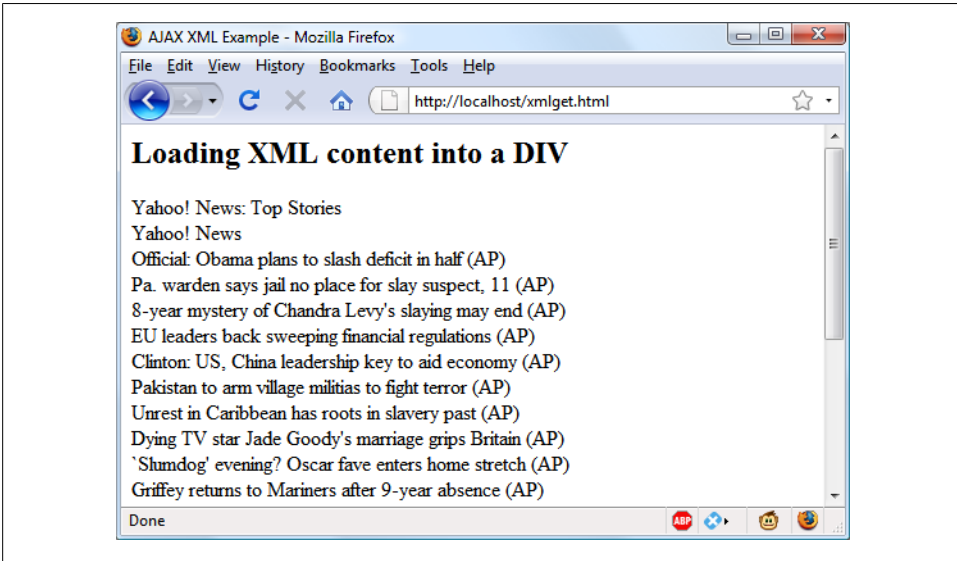 AJAX XML Example - Mozilla Firefox
File Edit View History Bookmarks Tools Help
http://localhost/xmlget.html
Loading XML content into a DIV
Yahoo! News: Top Stories
Yahoo! News
Official: Obama plans to slash deficit in half (AP)
Pa. warden says jail no place for slay suspect, 11 (AP)
8-year mystery of Chandra Levy's slaying may end (AP)
EU leaders back sweeping financial regulations (AP)
Clinton: US, China leadership key to aid economy (AP)
Pakistan to arm village militias to fight terror (AP)
Unrest in Caribbean has roots in slavery past (AP)
Dying TV star Jade Goody's marriage grips Britain (AP)
`Slumdog' evening? Oscar fave enters home stretch (AP)
Griffey returns to Mariners after 9-year absence (AP)
Done
ABP